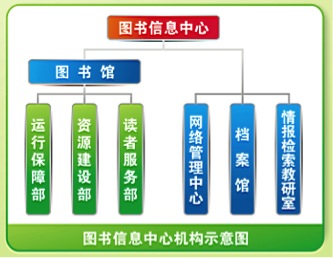 图书信息中心
图书馆
运行保障部
资源建设部
读者服务部
网络管理中心
档案馆
情报检索教研室
图书信息中心机构示意图